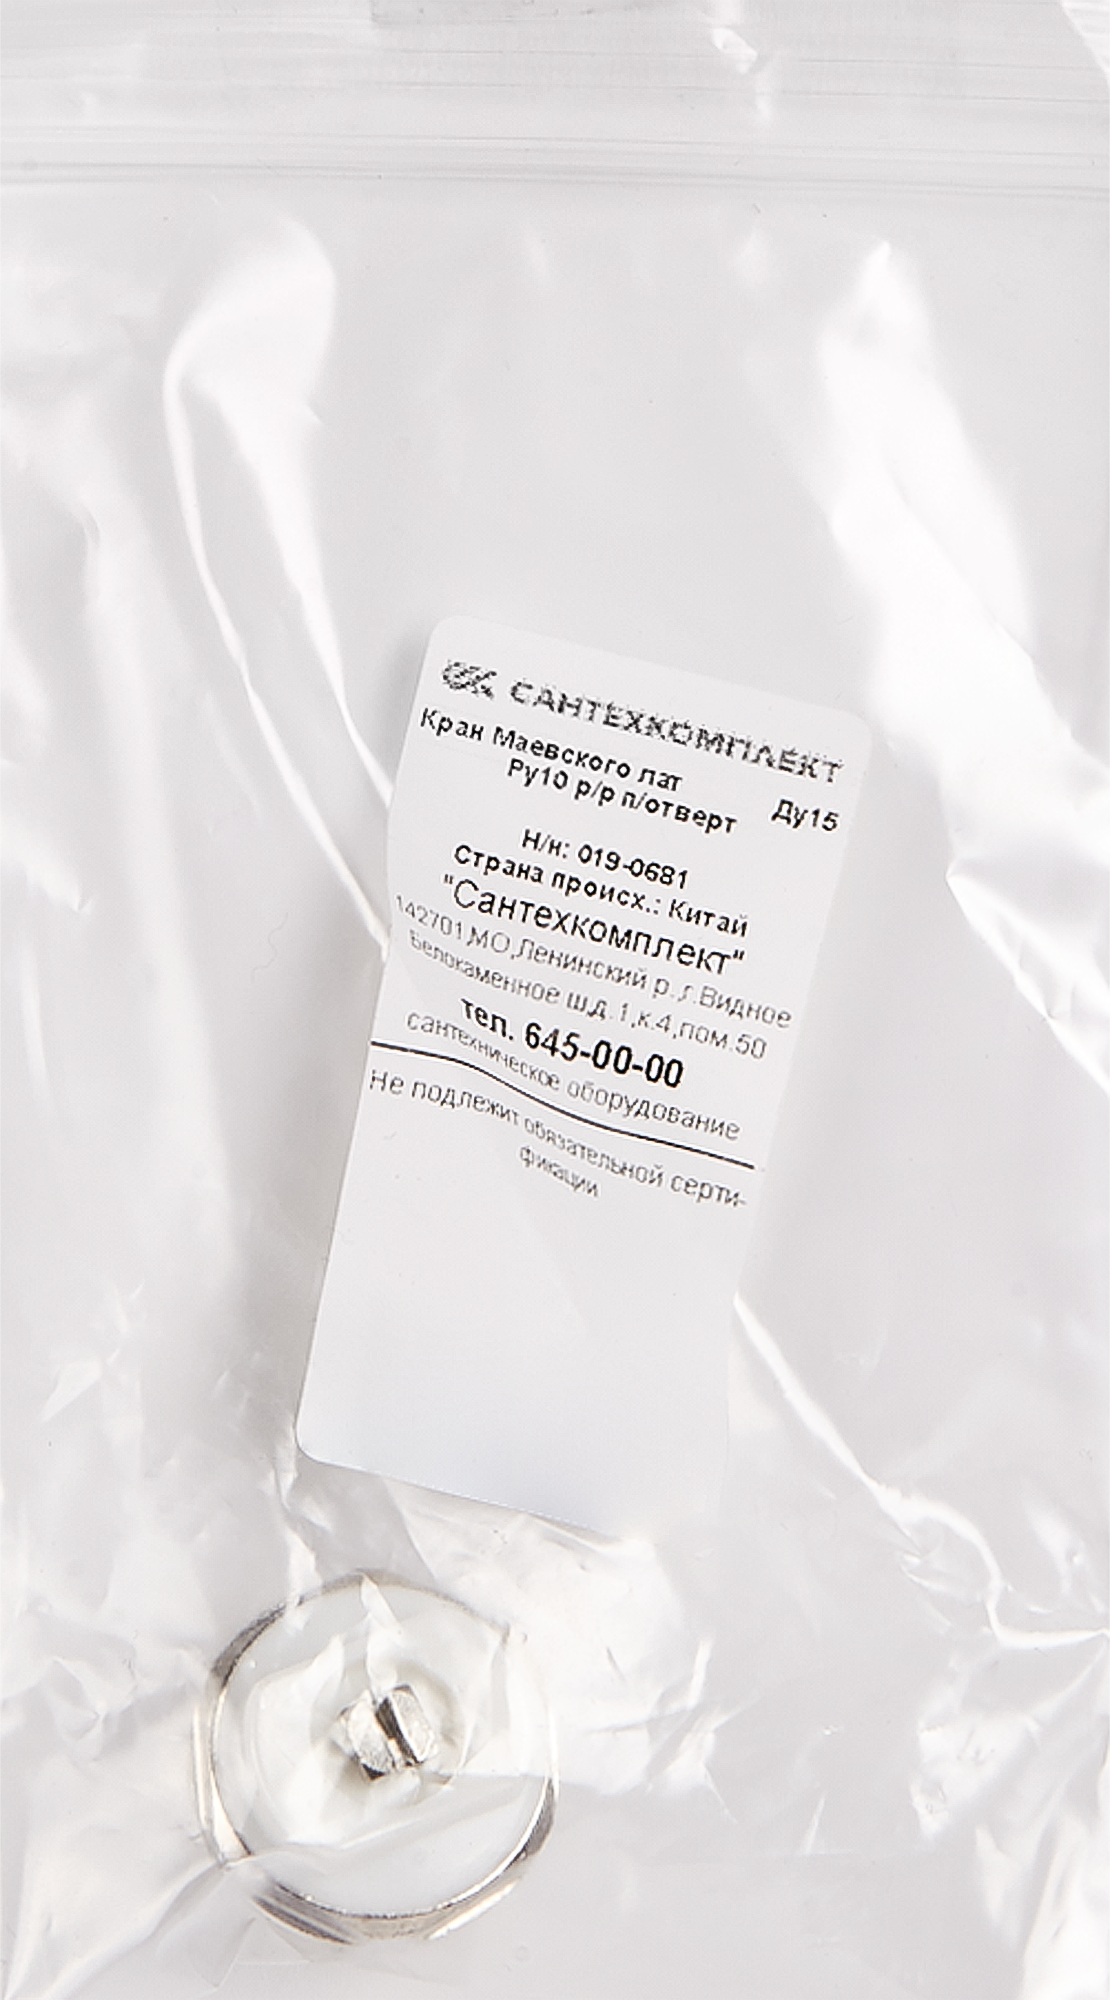 САНТЕХКОМПЛЕКТ
Кран Маевского лат
Ру10 р/р п/отверт Ду15
Н/н: 019-0681
Страна происх.: Китай
"Сантехкомплект"
142701,МО,Ленинский р.,г.Видное
Белокаменное ш,д.1,к.4,пом.50
тел. 645-00-00
сантехническое оборудование
Не подлежит обязательной серти-
фикации